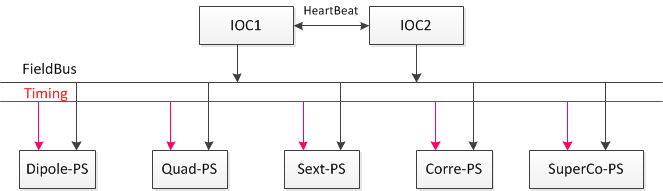 HeartBeat
IOC1
IOC2
FieldBus
Timing
Dipole-PS
Quad-PS
Sext-PS
Corre-PS
SuperCo-PS